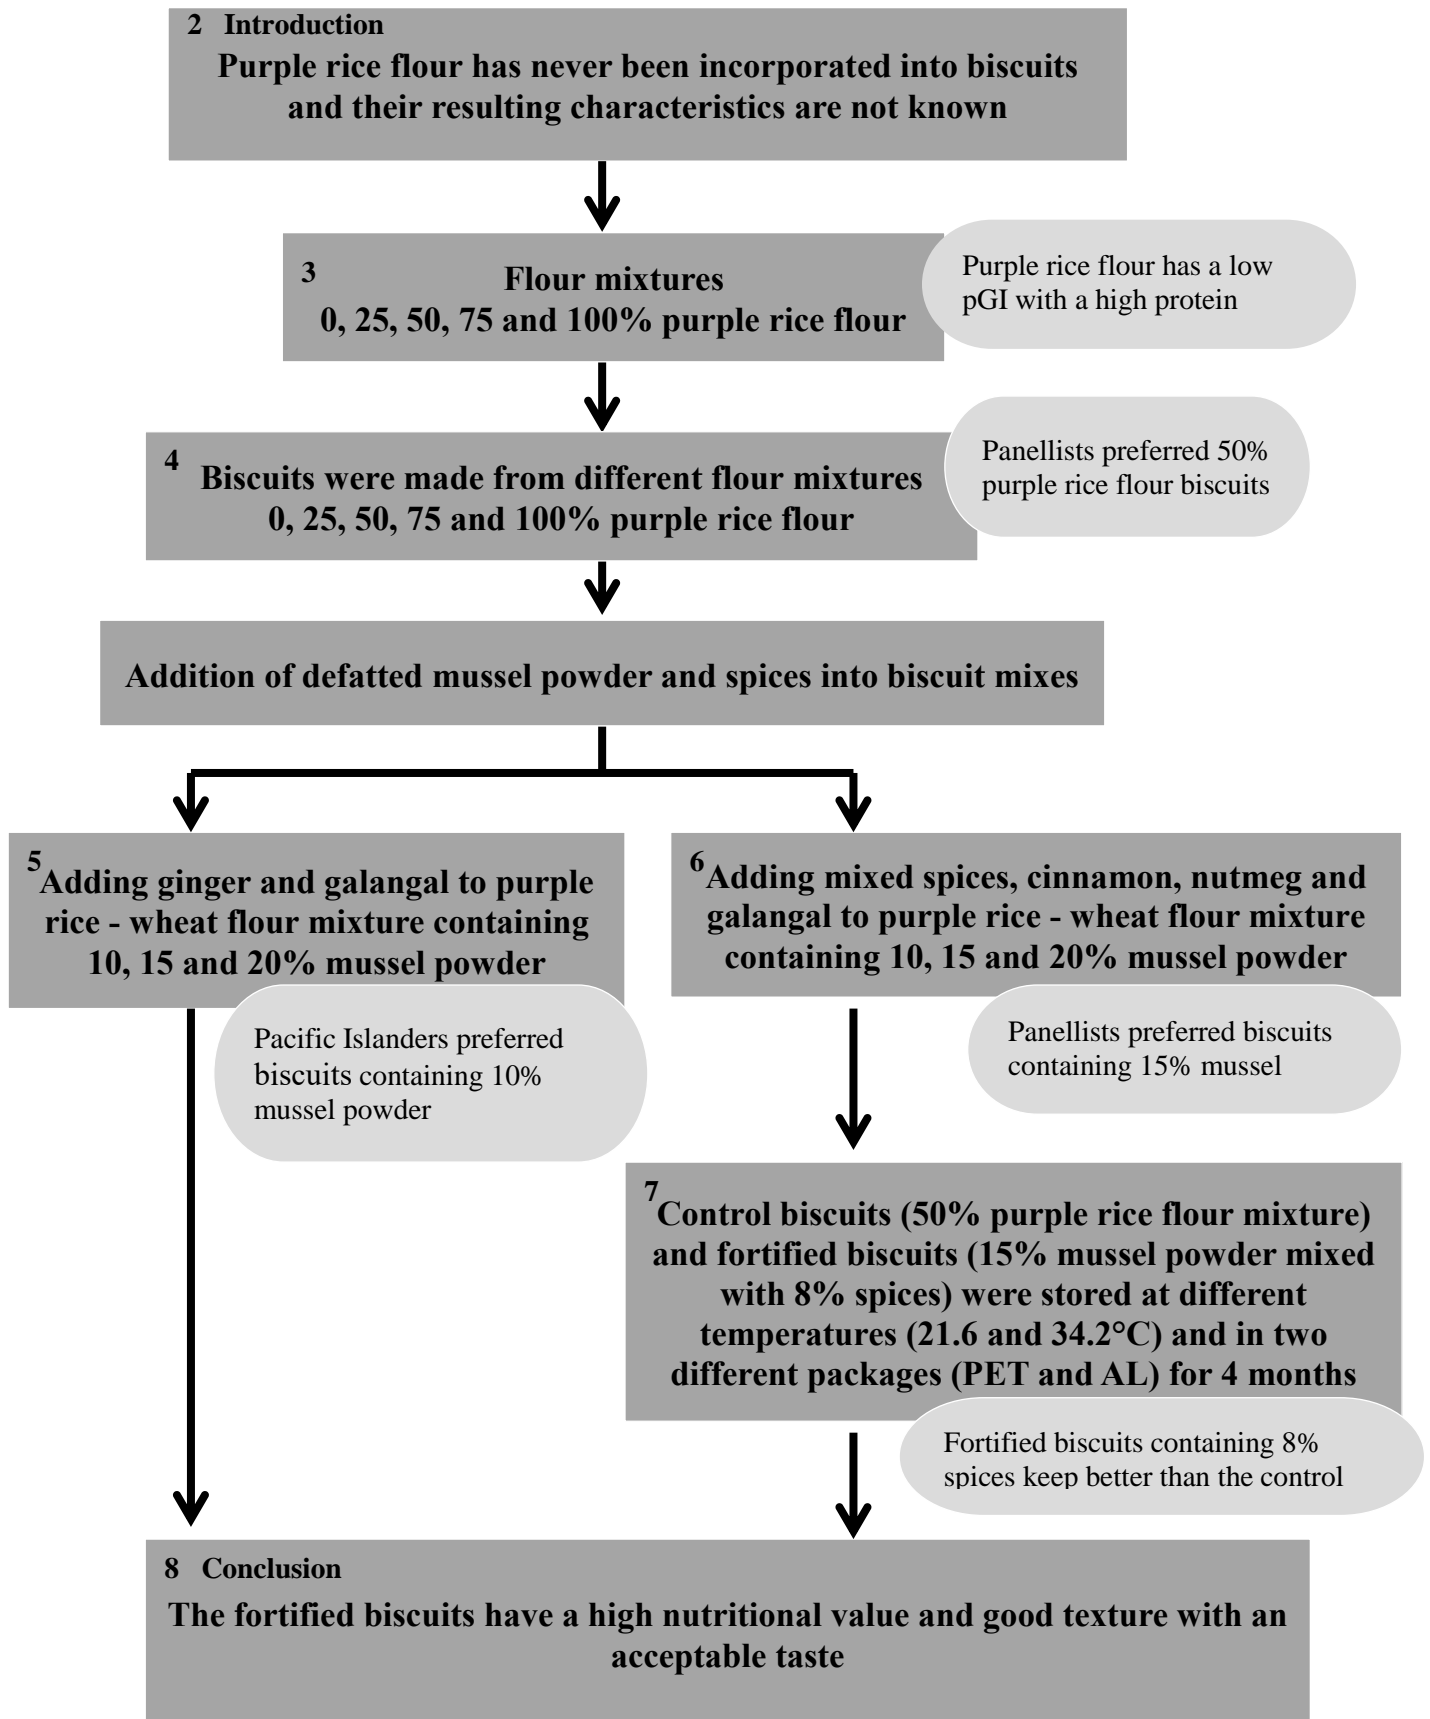 2 Introduction
Purple rice flour has never been incorporated into biscuits
and their resulting characteristics are not known
3
Flour mixtures
0, 25, 50, 75 and 100% purple rice flour
Purple rice flour has a low
pGI with a high protein
4
Biscuits were made from different flour mixtures
0, 25, 50, 75 and 100% purple rice flour
Panellists preferred 50%
purple rice flour biscuits
Addition of defatted mussel powder and spices into biscuit mixes
5
Adding ginger and galangal to purple
rice - wheat flour mixture containing
10, 15 and 20% mussel powder
Pacific Islanders preferred
biscuits containing 10%
mussel powder
6
Adding mixed spices, cinnamon, nutmeg and
galangal to purple rice - wheat flour mixture
containing 10, 15 and 20% mussel powder
Panellists preferred biscuits
containing 15% mussel
7
Control biscuits (50% purple rice flour mixture)
and fortified biscuits (15% mussel powder mixed
with 8% spices) were stored at different
temperatures (21.6 and 34.2°C) and in two
different packages (PET and AL) for 4 months
Fortified biscuits containing 8%
spices keep better than the control
8 Conclusion
The fortified biscuits have a high nutritional value and good texture with an
acceptable taste